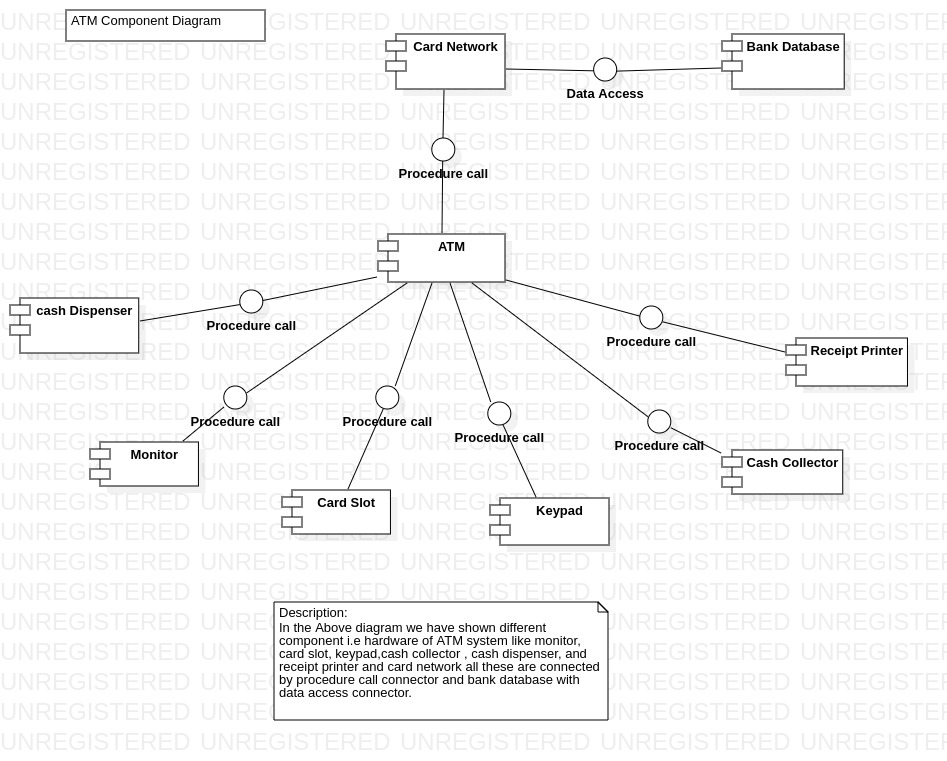 ATM Component Diagram
Card Network
Bank Database
Data Access
Procedure call
ATM
cash Dispenser
Procedure call
Procedure call
Receipt Printer
Procedure call
Procedure call
Procedure call
Procedure call
Monitor
Cash Collector
Card Slot
Keypad
Description:
In the Above diagram we have shown different
component i.e hardware of ATM system like monitor,
card slot, keypad,cash collector , cash dispenser, and
receipt printer and card network all these are connected
by procedure call connector and bank database with
data access connector.
UNREGISTERED